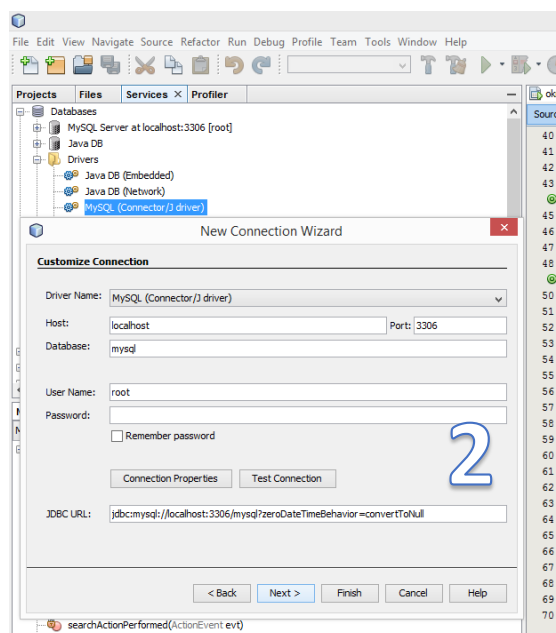 File Edit View Navigate Source Refactor Run Debug Profile Team Tools Window Help
Projects Files Services × Profiler
Databases
MySQL Server at localhost:3306 [root]
Java DB
Drivers
Java DB (Embedded)
Java DB (Network)
MySQL (Connector/J driver)
New Connection Wizard
Customize Connection
Driver Name: MySQL (Connector/J driver)
Host: localhost Port: 3306
Database: mysql
User Name: root
Password:
Remember password
2
Connection Properties Test Connection
JDBC URL: jdbc:mysql://localhost:3306/mysql?zeroDateTimeBehavior=convertToNull
< Back Next > Finish Cancel Help
searchActionPerformed(ActionEvent evt)
ok
40
41
42
43
45
46
47
48
50
51
52
53
54
55
56
57
58
59
60
61
62
63
64
65
66
67
68
69
70